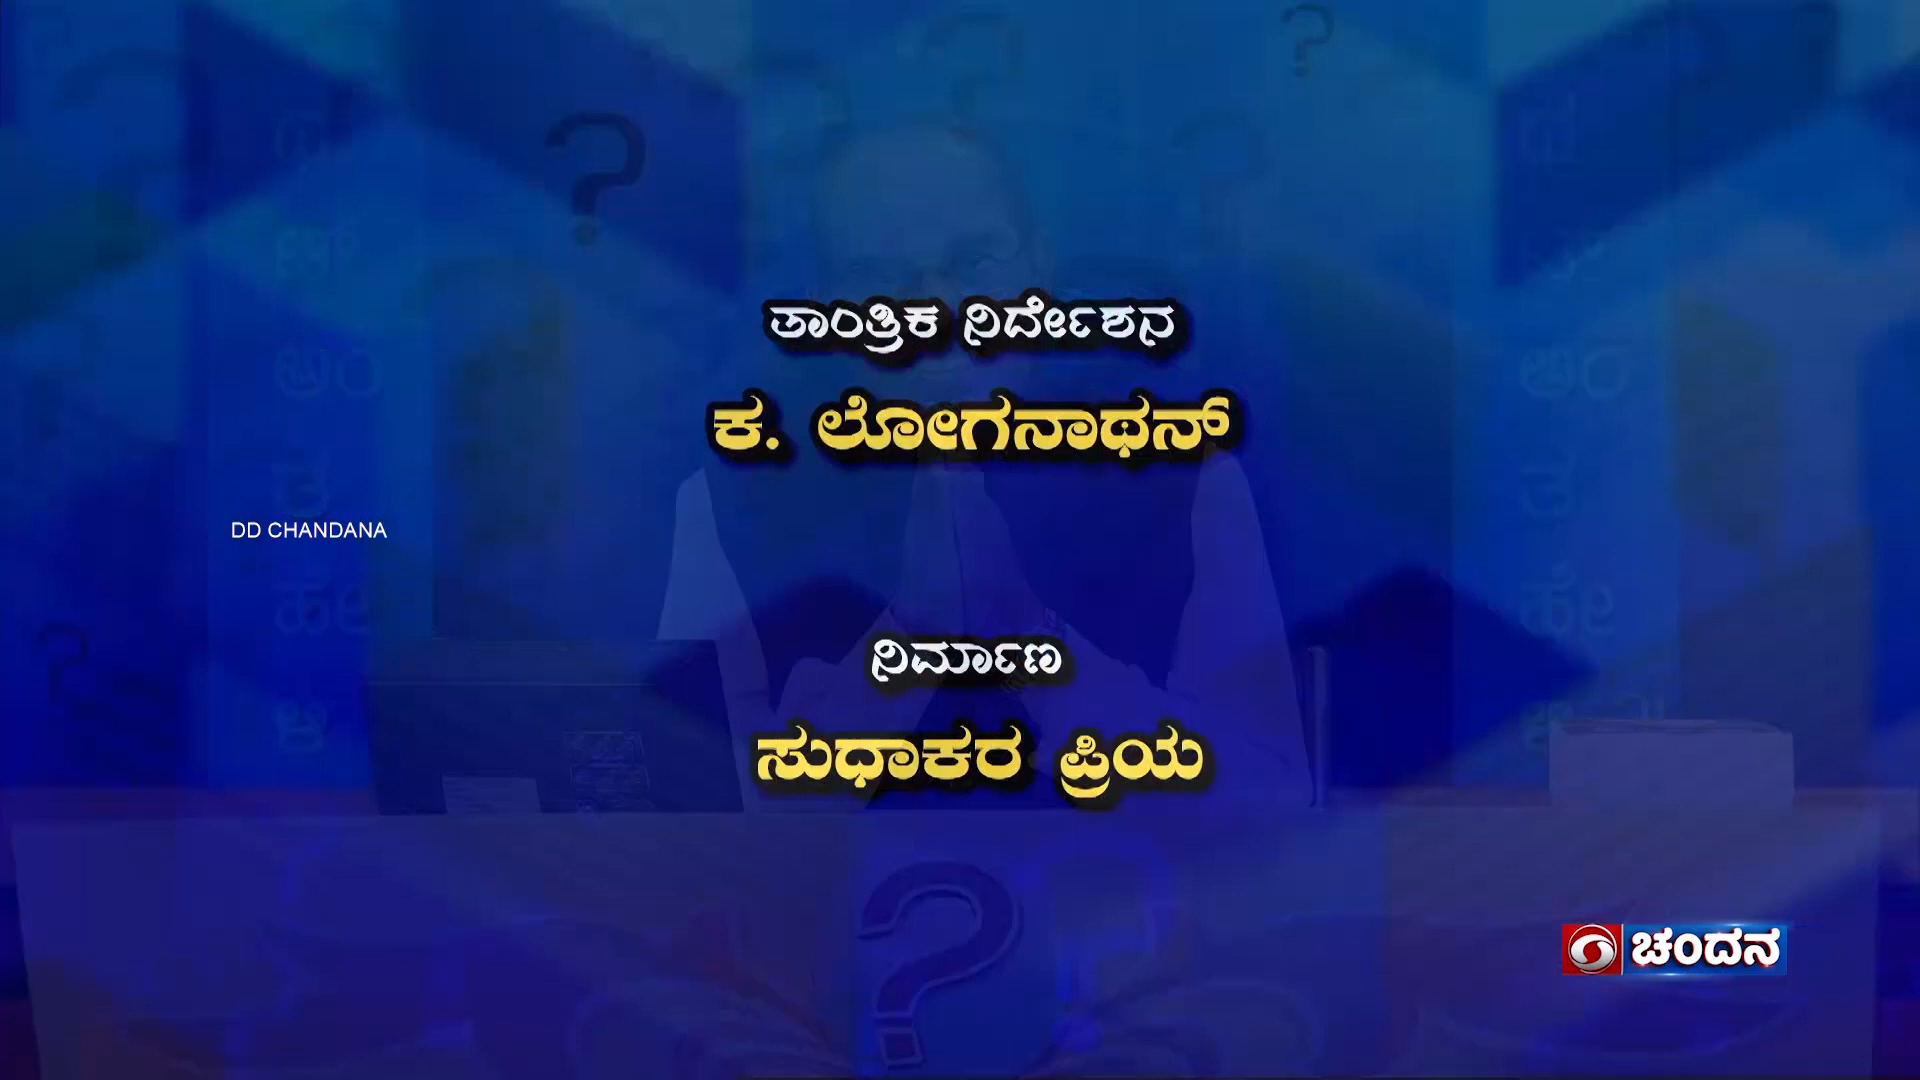 ತಾಂತ್ರಿಕ ನಿರ್ದೇಶನ
ಕ. ಲೋಗನಾಥನ್
DD CHANDANA
ನಿರ್ಮಾಣ
ಸುಧಾಕರ ಪ್ರಿಯ
?
ಚಂದನ